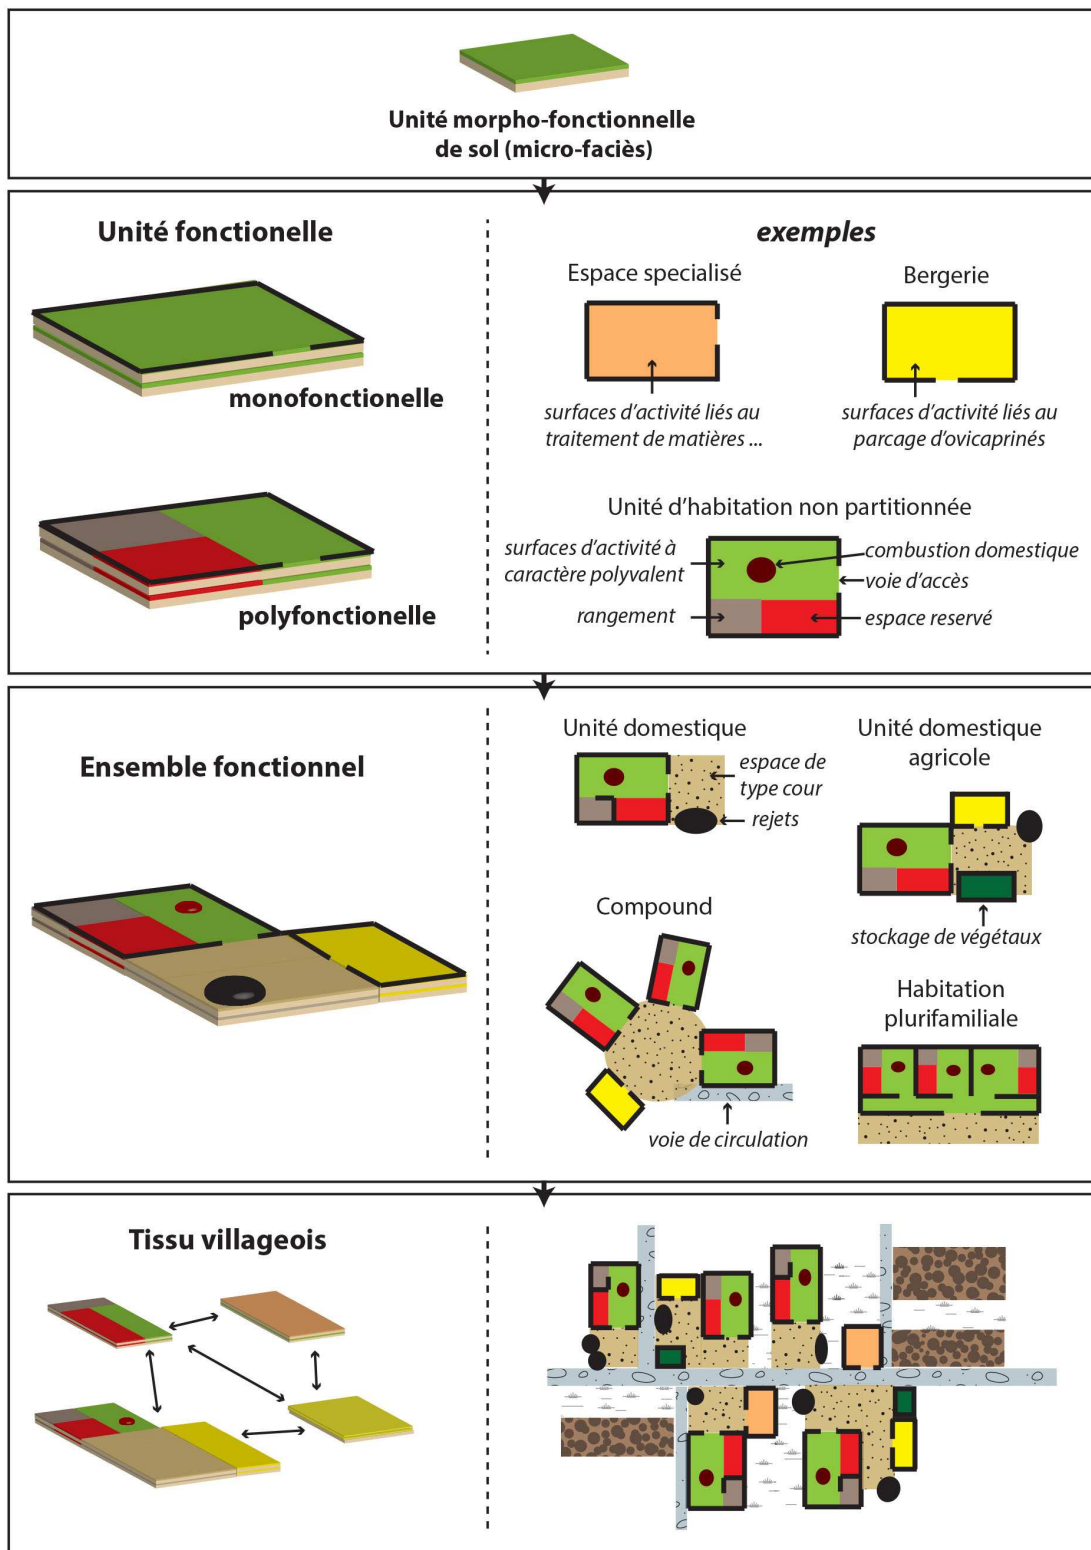 Unité morpho-fonctionnelle
de sol (micro-faciès)
Unité fonctionelle
monofonctionelle
polyfonctionelle
exemples
Espace specialisé
surfaces d'activité liés au
traitement de matières ...
Bergerie
surfaces d'activité liés au
parcage d'ovicaprinés
Unité d'habitation non partitionnée
surfaces d'activité à
caractère polyvalent
rangement
combustion domestique
voie d'accès
espace reservé
Ensemble fonctionnel
Unité domestique
espace de
type cour
rejets
Unité domestique
agricole
stockage de végétaux
Compound
voie de circulation
Habitation
plurifamiliale
Tissu villageois